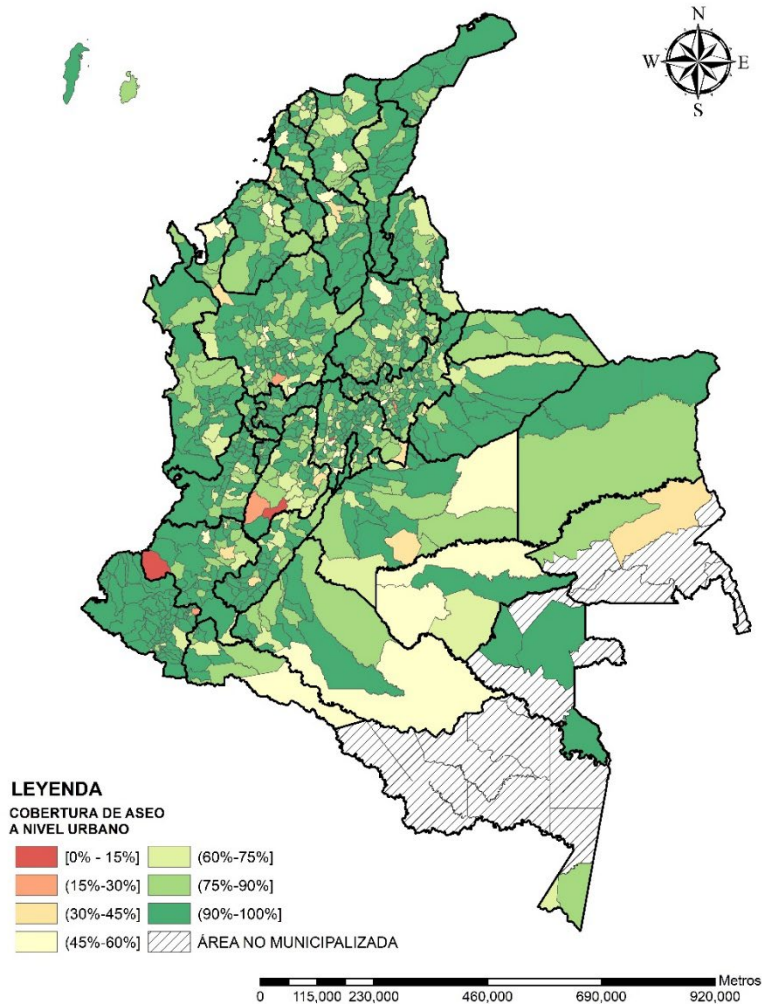 N
W E
S
LEYENDA
COBERTURA DE ASEO
A NIVEL URBANO
[0% - 15%]
(15%-30%]
(30%-45%]
(45%-60%]
(60%-75%]
(75%-90%]
(90%-100%]
ÁREA NO MUNICIPALIZADA
Metros
0 115,000 230,000 460,000 690,000 920,000